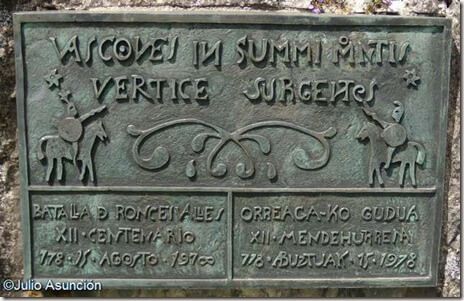 VASCONES IN SUMMI MONTIS
VERTICE SURGENTES
BATALLA D RONCESVALLES
XII · CENTENARIO
778 · 15 · AGOSTO · 1978
ORREAGA-KO GUDUA
XII · MENDEHURRENA
778 · ABUZTUAK · 15 · 1978
©Julio Asunción